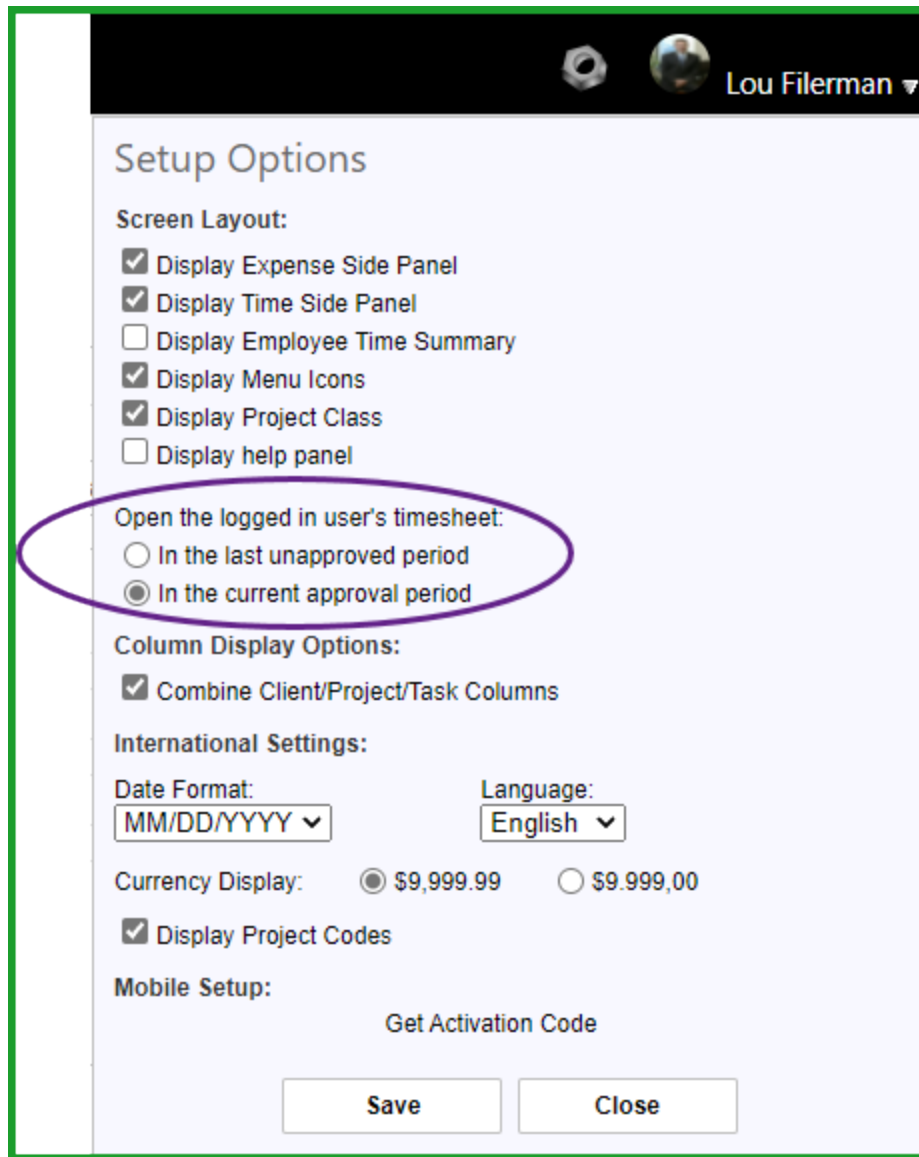 Lou Filerman
Setup Options
Screen Layout:
Display Expense Side Panel
Display Time Side Panel
Display Employee Time Summary
Display Menu Icons
Display Project Class
Display help panel
Open the logged in user's timesheet:
In the last unapproved period
In the current approval period
Column Display Options:
Combine Client/Project/Task Columns
International Settings:
Date Format: Language:
MM/DD/YYYY English
Currency Display: $9,999.99 $9.999,00
Display Project Codes
Mobile Setup:
Get Activation Code
Save Close